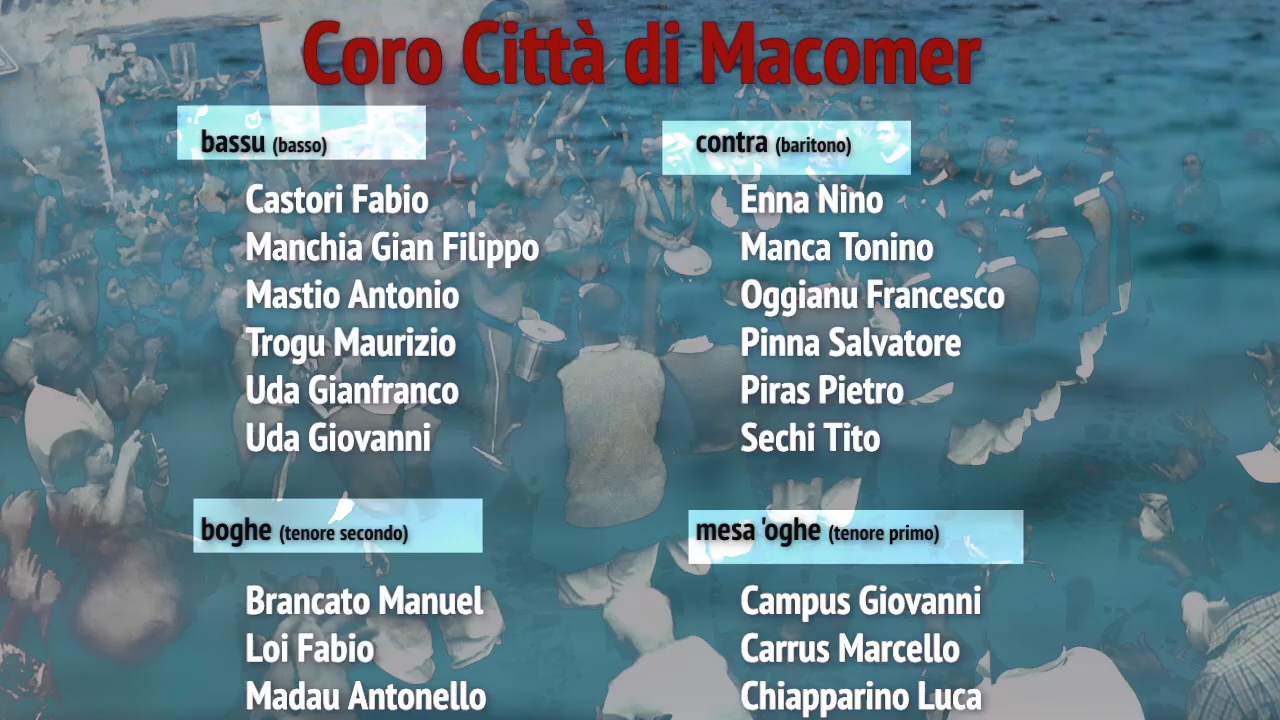 Coro Città di Macomer
bassu (basso)
Castori Fabio
Manchia Gian Filippo
Mastio Antonio
Trogu Maurizio
Uda Gianfranco
Uda Giovanni
contra (baritono)
Enna Nino
Manca Tonino
Oggianu Francesco
Pinna Salvatore
Piras Pietro
Sechi Tito
boghe (tenore secondo)
Brancato Manuel
Loi Fabio
Madau Antonello
mesa 'oghe (tenore primo)
Campus Giovanni
Carrus Marcello
Chiapparino Luca